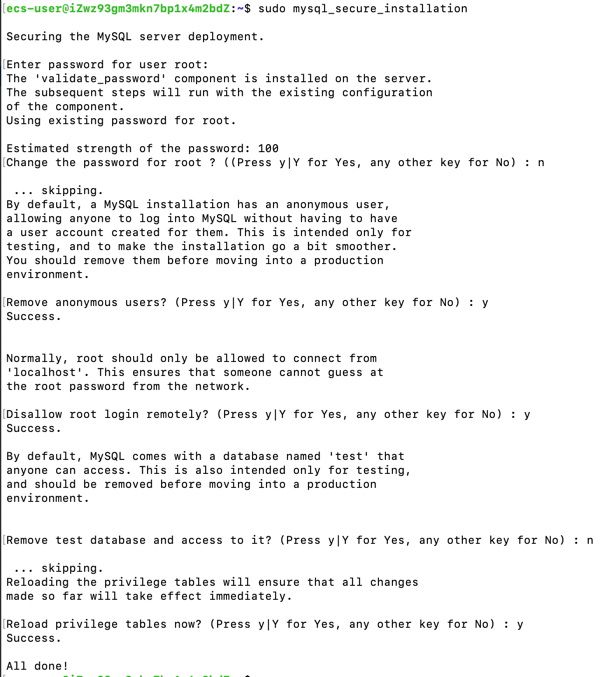 [ecs-user@iZwz93gm3mkn7bp1x4m2bdZ:~$ sudo mysql_secure_installation
Securing the MySQL server deployment.
[Enter password for user root:
The 'validate_password' component is installed on the server.
The subsequent steps will run with the existing configuration
of the component.
Using existing password for root.
Estimated strength of the password: 100
[Change the password for root ? ((Press y|Y for Yes, any other key for No) : n
... skipping.
By default, a MySQL installation has an anonymous user,
allowing anyone to log into MySQL without having to have
a user account created for them. This is intended only for
testing, and to make the installation go a bit smoother.
You should remove them before moving into a production
environment.
[Remove anonymous users? (Press y|Y for Yes, any other key for No) : y
Success.
Normally, root should only be allowed to connect from
'localhost'. This ensures that someone cannot guess at
the root password from the network.
[Disallow root login remotely? (Press y|Y for Yes, any other key for No) : y
Success.
By default, MySQL comes with a database named 'test' that
anyone can access. This is also intended only for testing,
and should be removed before moving into a production
environment.
[Remove test database and access to it? (Press y|Y for Yes, any other key for No) : n
... skipping.
Reloading the privilege tables will ensure that all changes
made so far will take effect immediately.
[Reload privilege tables now? (Press y|Y for Yes, any other key for No) : y
Success.
All done!